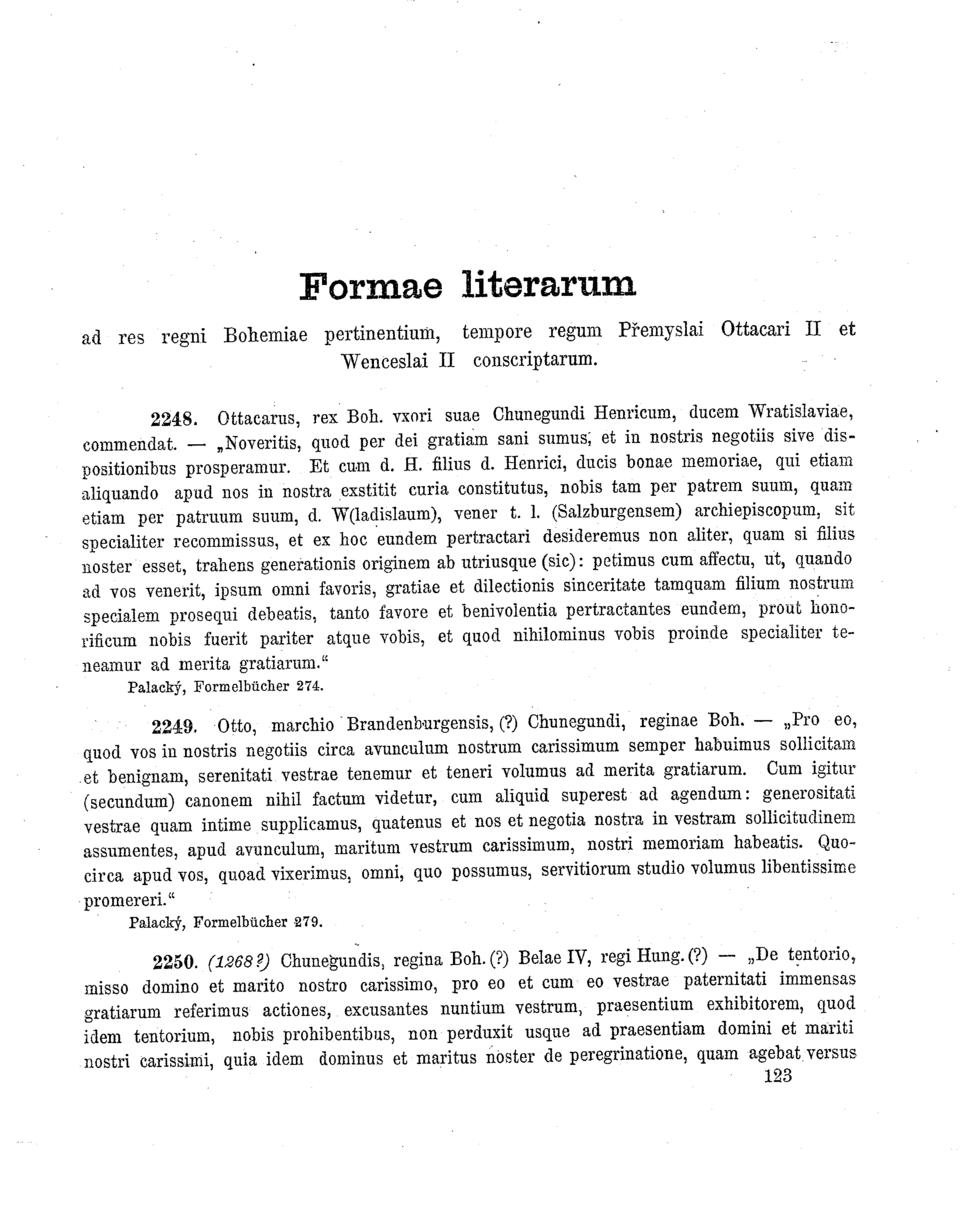 Formae literarum
ad res regni Bohemiae pertinentium, tempore regum Přemyslai Ottacari II et
Wenceslai II conscriptarum.
2248. Ottacarus, rex Boh. vxori suae Chunegundi Henricum, ducem Wratislaviae,
commendat. — „Noveritis, quod per dei gratiam sani sumus, et in nostris negotiis sive dis-
positionibus prosperamur. Et cum d. H. filius d. Henrici, ducis bonae memoriae, qui etiam
aliquando apud nos in nostra exstitit curia constitutus, nobis tam per patrem suum, quam
etiam per patruum suum, d. W(ladislaum), vener t. l. (Salzburgensem) archiepiscopum, sit
specialiter recommissus, et ex hoc eundem pertractari desideremus non aliter, quam si filius
noster esset, trahens generationis originem ab utriusque (sic): petimus cum affectu, ut, quando
ad vos venerit, ipsum omni favoris, gratiae et dilectionis sinceritate tamquam filium nostrum
specialem prosequi debeatis, tanto favore et benivolentia pertractantes eundem, prout hono-
rificum nobis fuerit pariter atque vobis, et quod nihilominus vobis proinde specialiter te-
neamur ad merita gratiarum.“
Palacký, Formelbücher 274.
2249. Otto, marchio Brandenburgensis, (?) Chunegundi, reginae Boh. — „Pro eo,
quod vos in nostris negotiis circa avunculum nostrum carissimum semper habuimus sollicitam
et benignam, serenitati vestrae tenemur et teneri volumus ad merita gratiarum. Cum igitur
(secundum) canonem nihil factum videtur, cum aliquid superest ad agendum: generositati
vestrae quam intime supplicamus, quatenus et nos et negotia nostra in vestram sollicitudinem
assumentes, apud avunculum, maritum vestrum carissimum, nostri memoriam habeatis. Quo-
circa apud vos, quoad vixerimus, omni, quo possumus, servitiorum studio volumus libentissime
promereri.“
Palacký, Formelbücher 279.
2250. (1268?) Chunegundis, regina Boh. (?) Belae IV, regi Hung. (?) — „De tentorio,
misso domino et marito nostro carissimo, pro eo et cum eo vestrae paternitati immensas
gratiarum referimus actiones, excusantes nuntium vestrum, praesentium exhibitorem, quod
idem tentorium, nobis prohibentibus, non perduxit usque ad praesentiam domini et mariti
nostri carissimi, quia idem dominus et maritus noster de peregrinatione, quam agebat versus
123